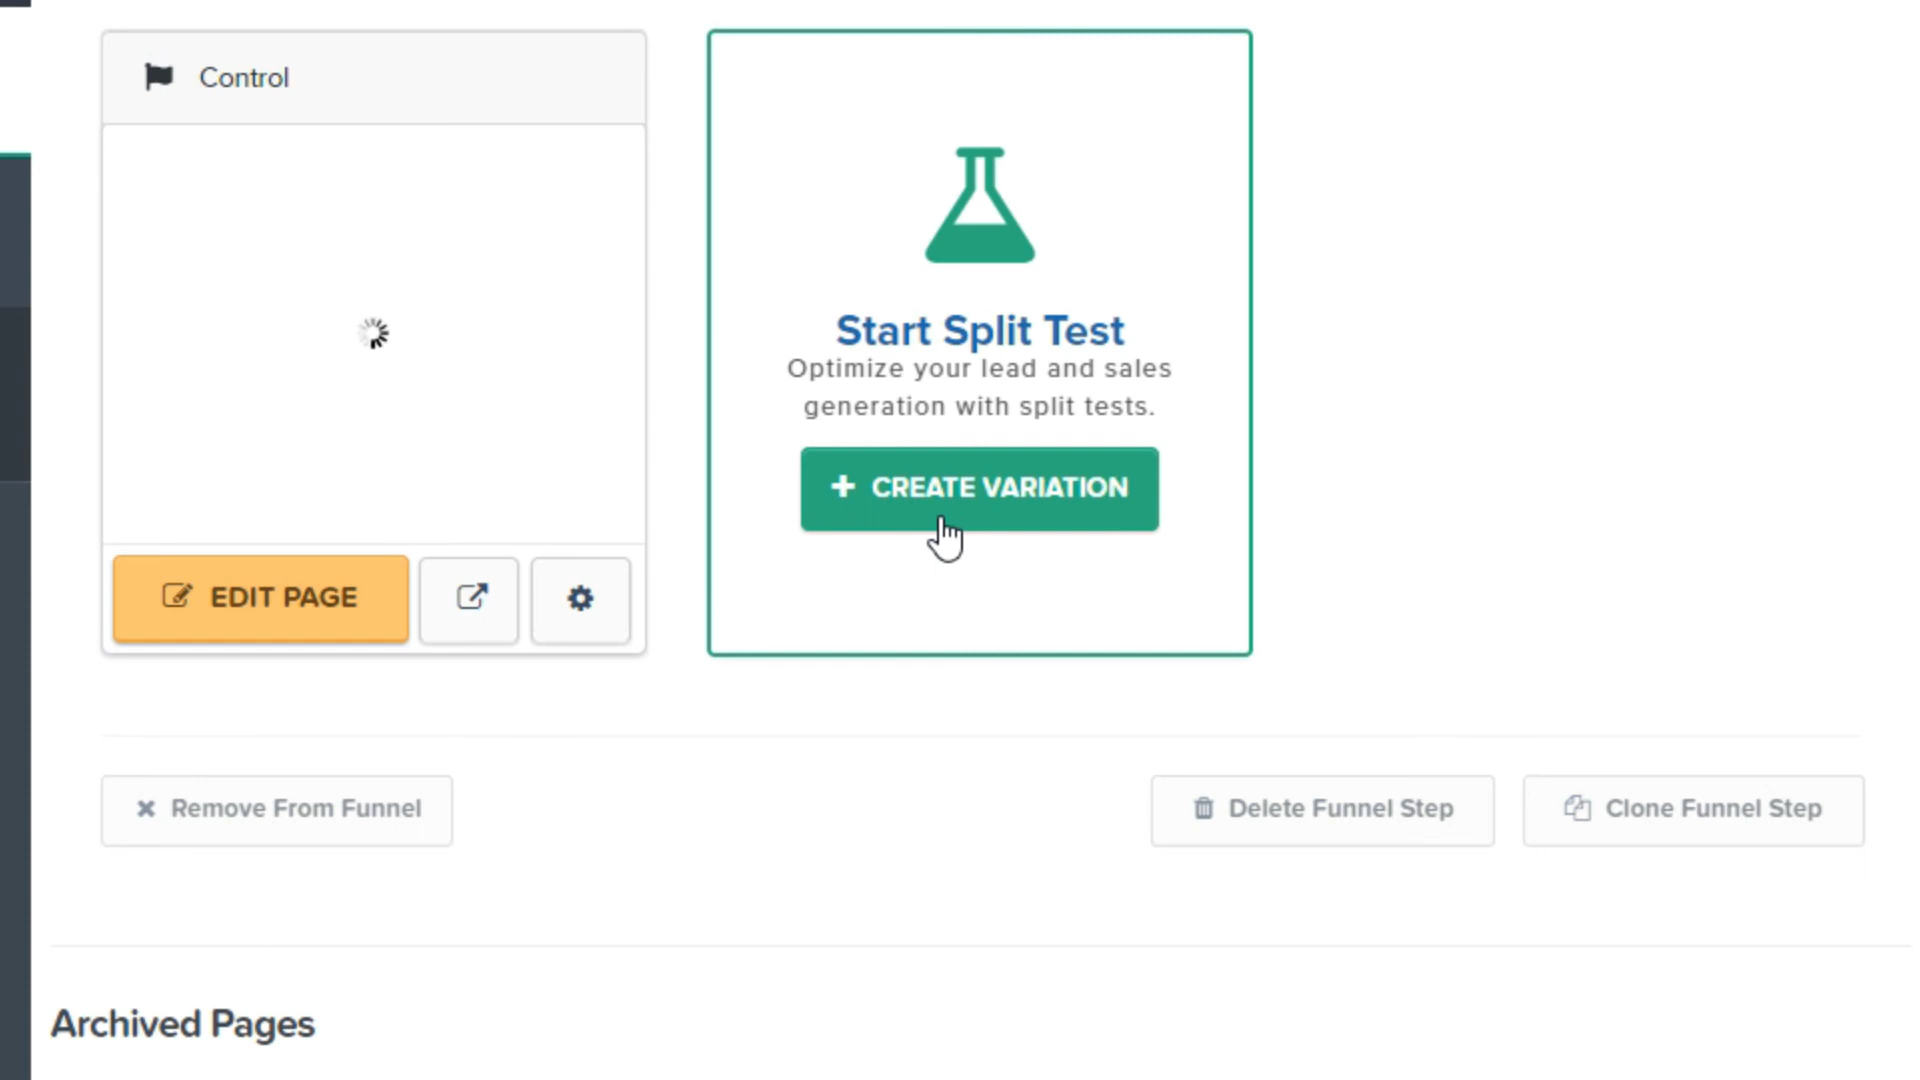 Control
Start Split Test
Optimize your lead and sales
generation with split tests.
CREATE VARIATION
EDIT PAGE
Remove From Funnel
Delete Funnel Step
Clone Funnel Step
Archived Pages